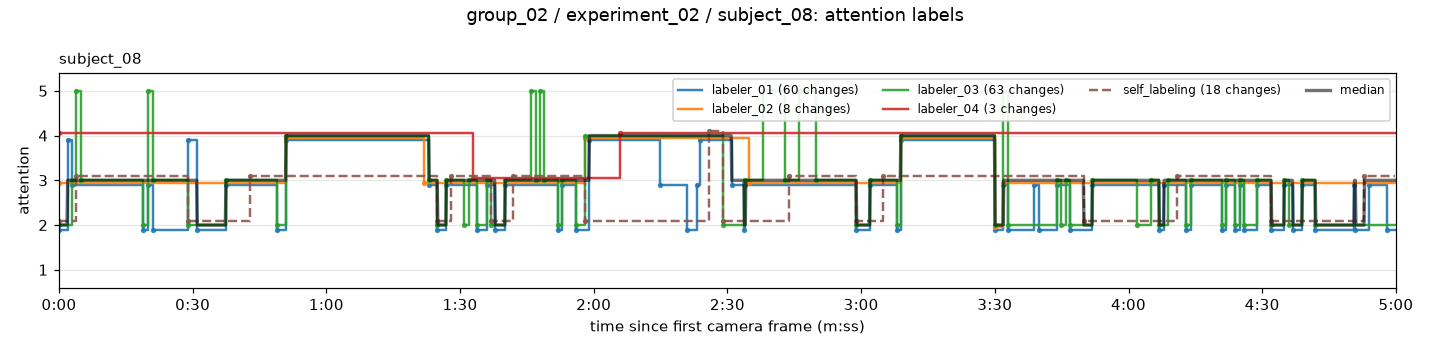 group_02 / experiment_02 / subject_08: attention labels
subject_08
labeler_01 (60 changes)
labeler_02 (8 changes)
labeler_03 (63 changes)
labeler_04 (3 changes)
self_labeling (18 changes)
median
attention
5
4
3
2
1
0:00 0:30 1:00 1:30 2:00 2:30 3:00 3:30 4:00 4:30 5:00
time since first camera frame (m:ss)